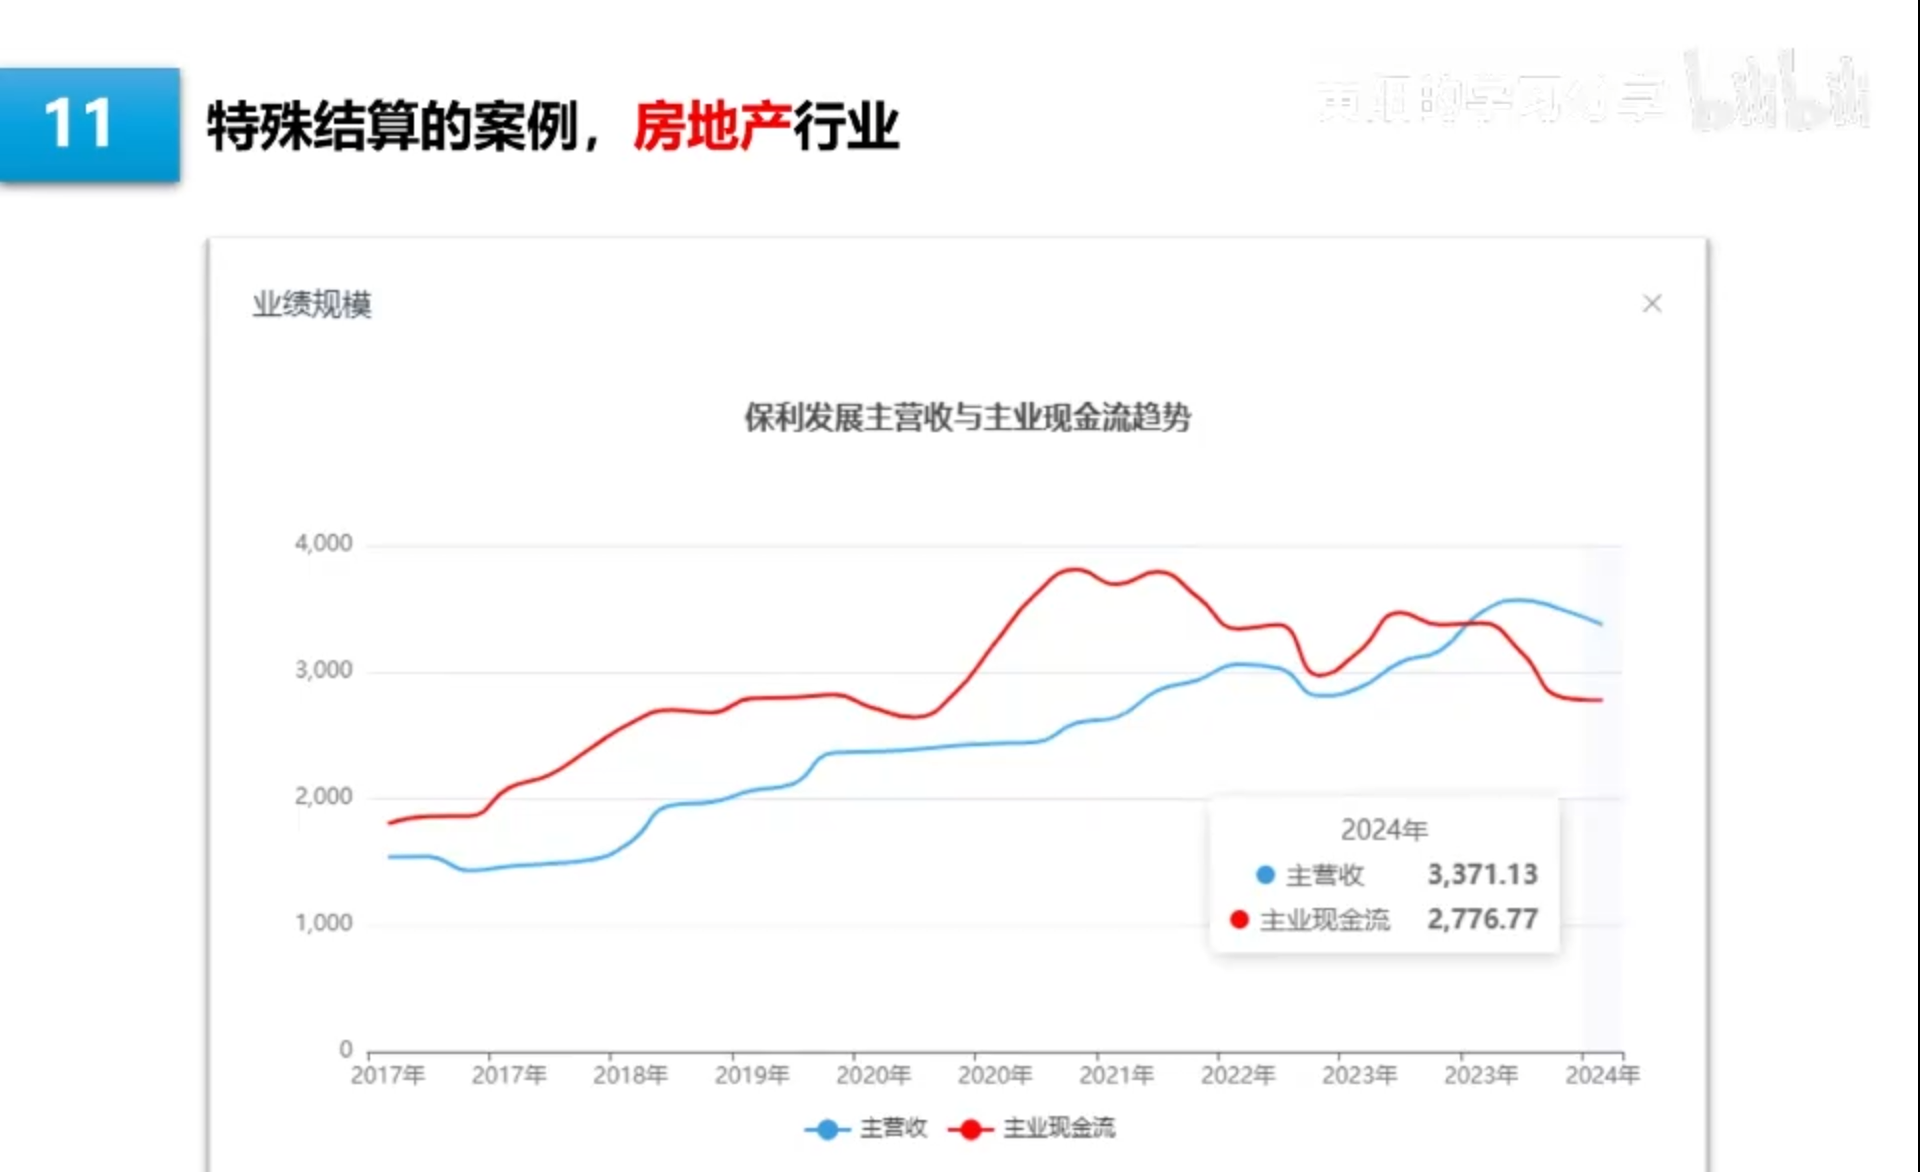 11
特殊结算的案例，房地产行业
的学习分享 bilibili
业绩规模
×
保利发展主营收与主业现金流趋势
4,000
3,000
2,000
1,000
0
2024年
主营收 3,371.13
主业现金流 2,776.77
2017年 2017年 2018年 2019年 2020年 2020年 2021年 2022年 2023年 2023年 2024年
主营收 主业现金流